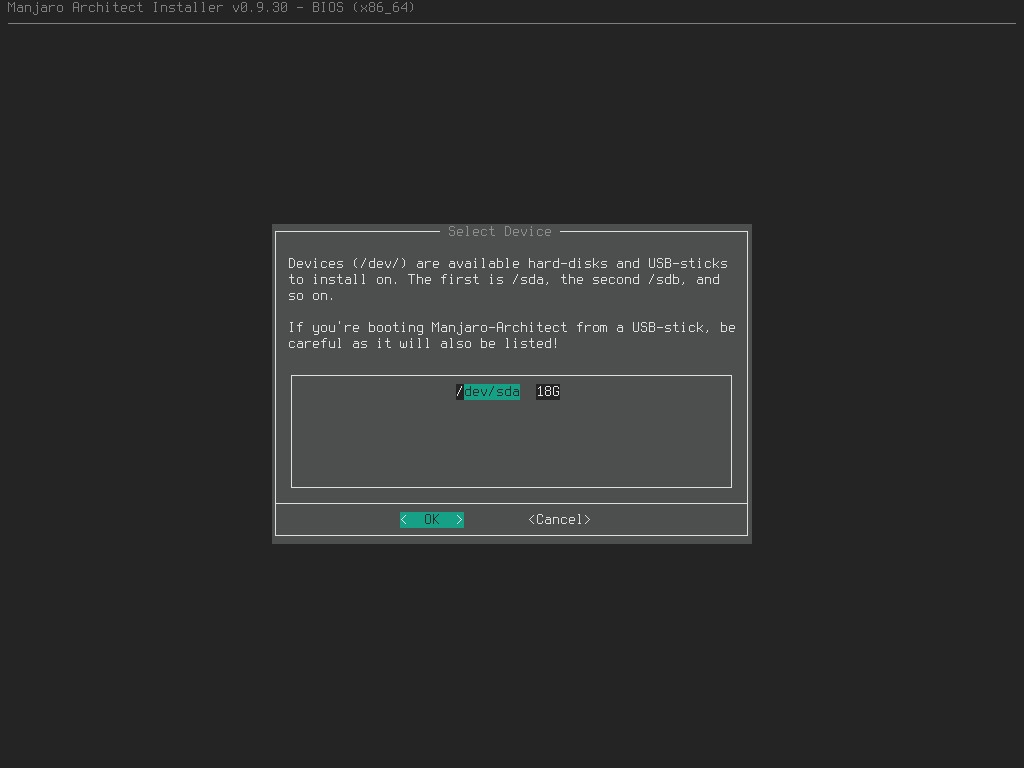 Manjaro Architect Installer v0.9.30 - BIOS (x86_64)
Select Device
Devices (/dev/) are available hard-disks and USB-sticks
to install on. The first is /sda, the second /sdb, and
so on.
If you're booting Manjaro-Architect from a USB-stick, be
careful as it will also be listed!
/dev/sda  18G
<  OK  >        <Cancel>